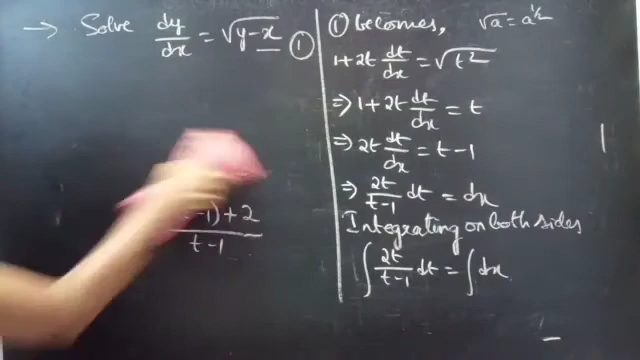 → Solve dy/dx = √(y-x) ①
-1)+2
t-1
① becomes, √a = a^1/2
1+2t dt/dx = √t²
⇒ 1+2t dt/dx = t
⇒ 2t dt/dx = t-1
⇒ 2t/(t-1) dt = dx
Integrating on both sides
∫ 2t/(t-1) dt = ∫ dx